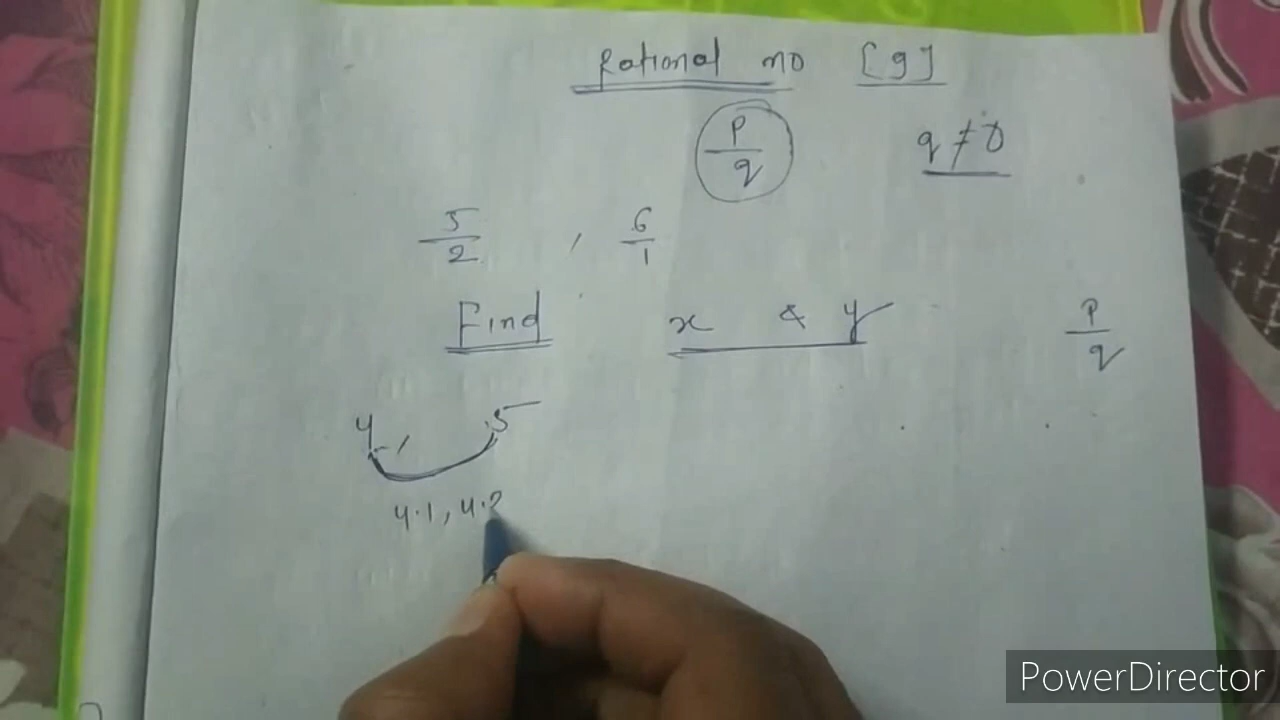 Rational no [9]
p/q q ≠ 0
5/2 , 6/1
Find x & y p/q
4 , 5
4.1, 4.2
PowerDirector